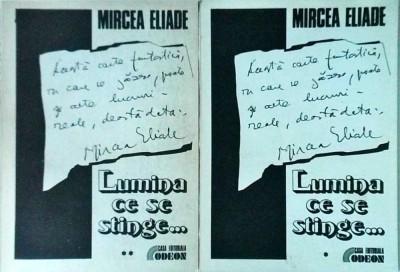 MIRCEA ELIADE
Această carte fantastică,
în care se găsesc, poate
și alte lucruri –
reale, deocamdată..
Mircea Eliade
Lumina
ce se
stinge...
**
CASA EDITORIALA
ODEON
MIRCEA ELIADE
Această carte fantastică,
în care se găsesc, poate
și alte lucruri –
reale, deocamdată..
Mircea Eliade
Lumina
ce se
stinge...
*
CASA EDITORIALA
ODEON